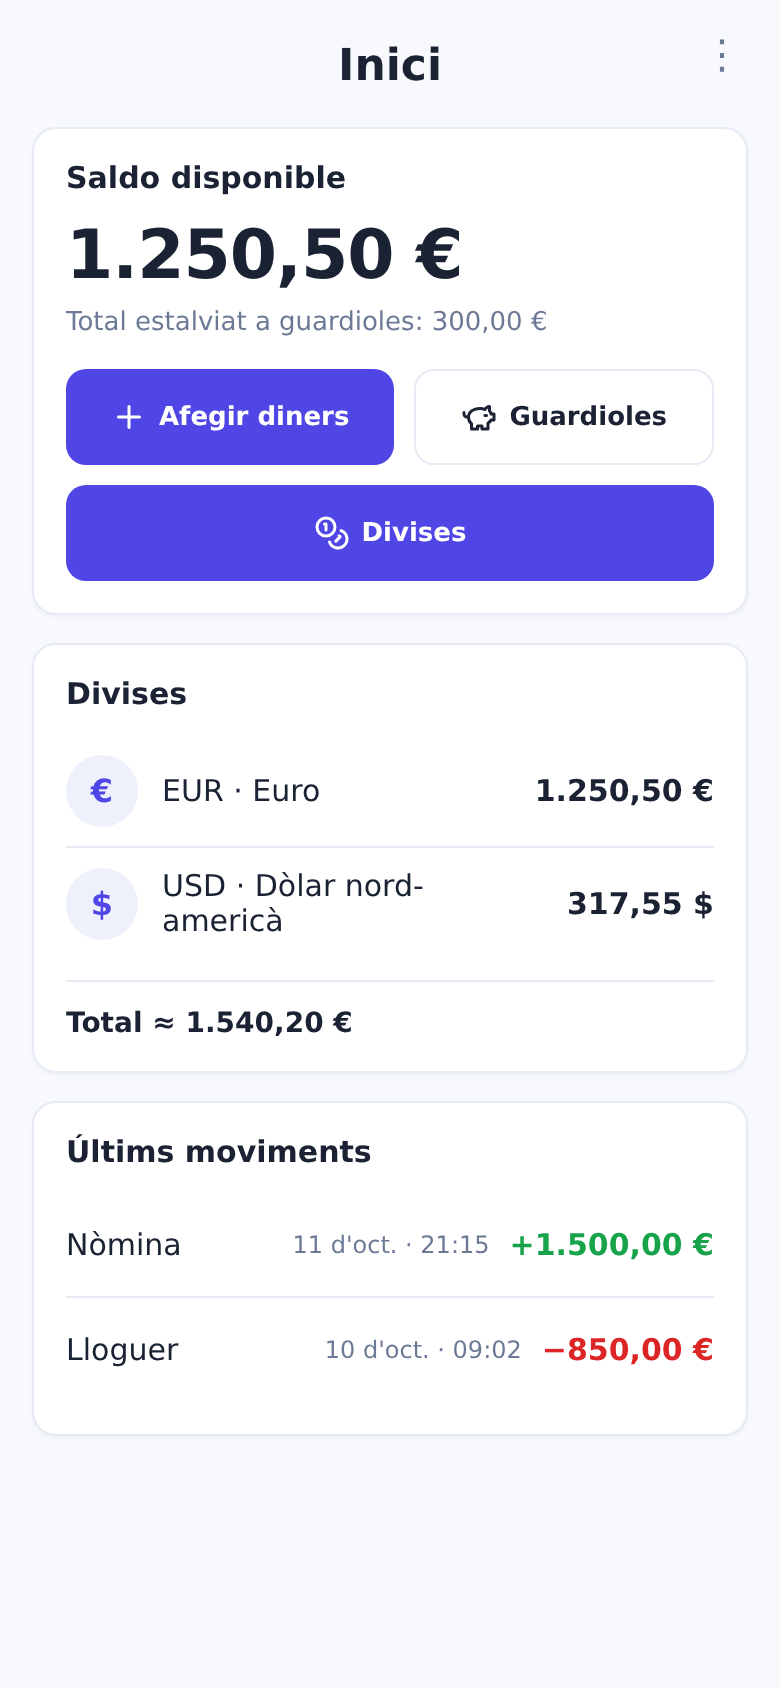 Inici
⋮
Saldo disponible
1.250,50 €
Total estalviat a guardioles: 300,00 €
Afegir diners
Guardioles
Divises
Divises
€ EUR · Euro 1.250,50 €
$ USD · Dòlar nord-
americà 317,55 $
Total ≈ 1.540,20 €
Últims moviments
Nòmina 11 d'oct. · 21:15 +1.500,00 €
Lloguer 10 d'oct. · 09:02 −850,00 €